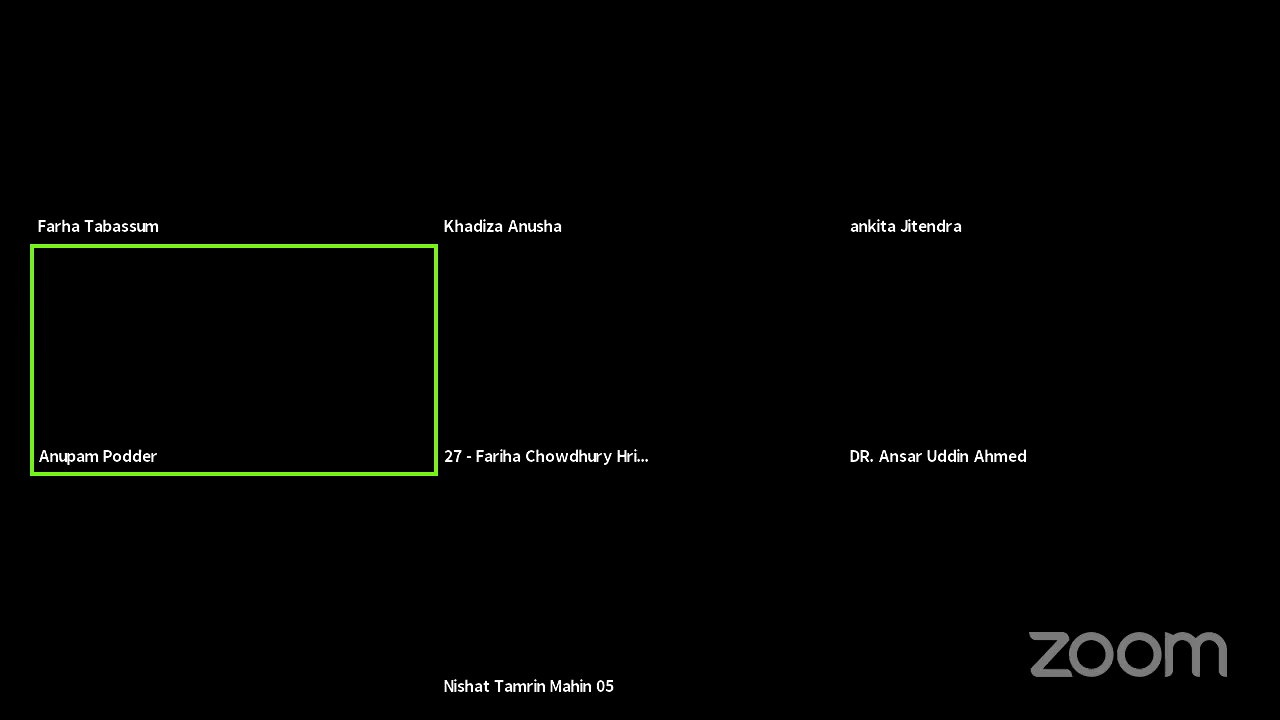 Farha Tabassum
Khadiza Anusha
ankita Jitendra
Anupam Podder
27 - Fariha Chowdhury Hri...
DR. Ansar Uddin Ahmed
Nishat Tamrin Mahin 05
zoom